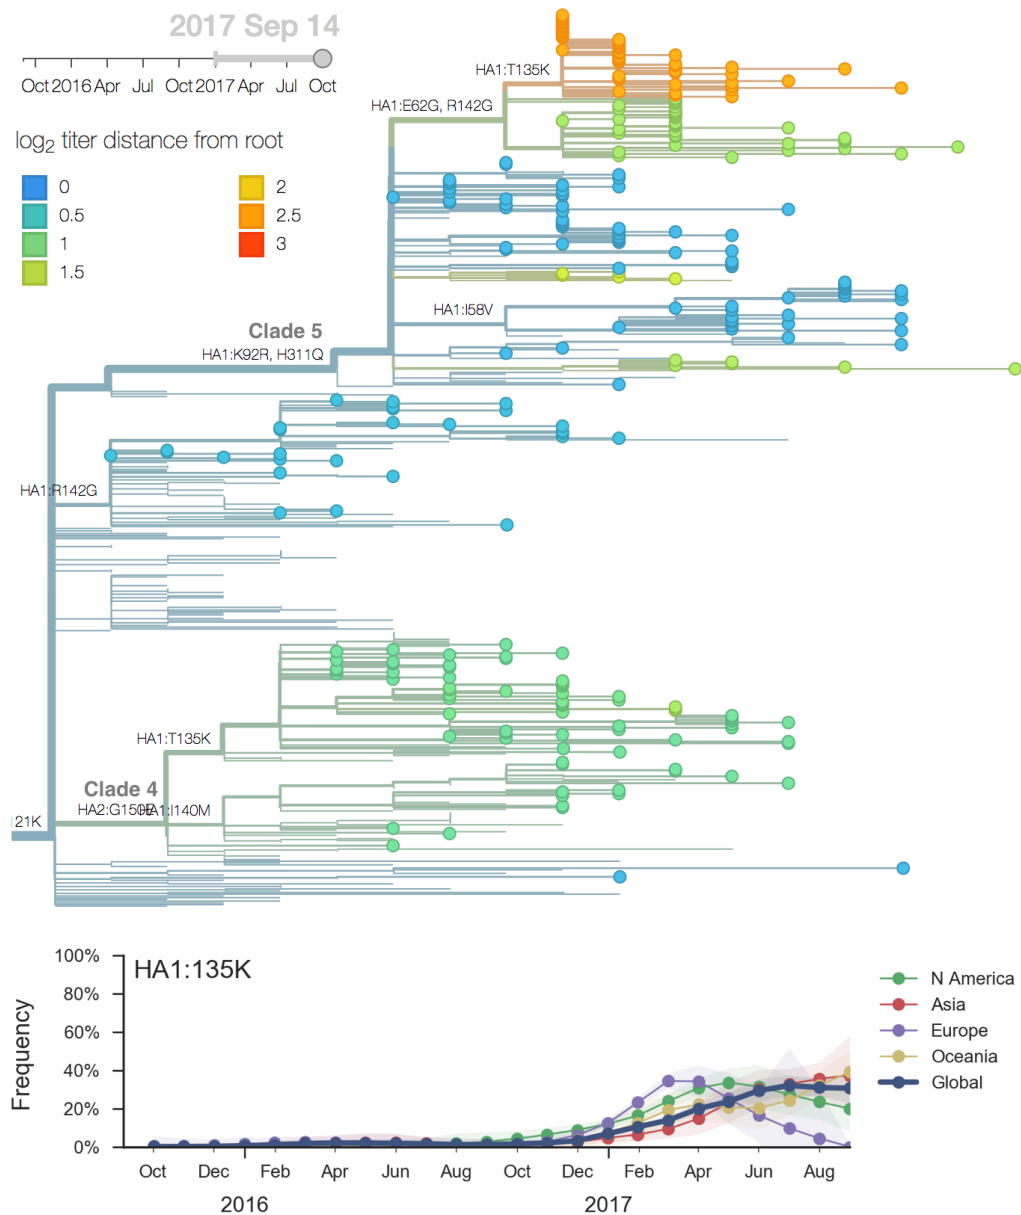 2017 Sep 14
Oct 2016 Apr Jul Oct 2017 Apr Jul Oct
log2 titer distance from root
0 2
0.5 2.5
1 3
1.5
HA1:T135K
HA1:E62G, R142G
HA1:I58V
Clade 5
HA1:K92R, H311Q
HA1:R142G
HA1:T135K
Clade 4
HA2:G150E HA1:I140M
21K
HA1:135K
100%
80%
60%
40%
20%
0%
Frequency
Oct Dec Feb Apr Jun Aug Oct Dec Feb Apr Jun Aug
2016 2017
N America
Asia
Europe
Oceania
Global